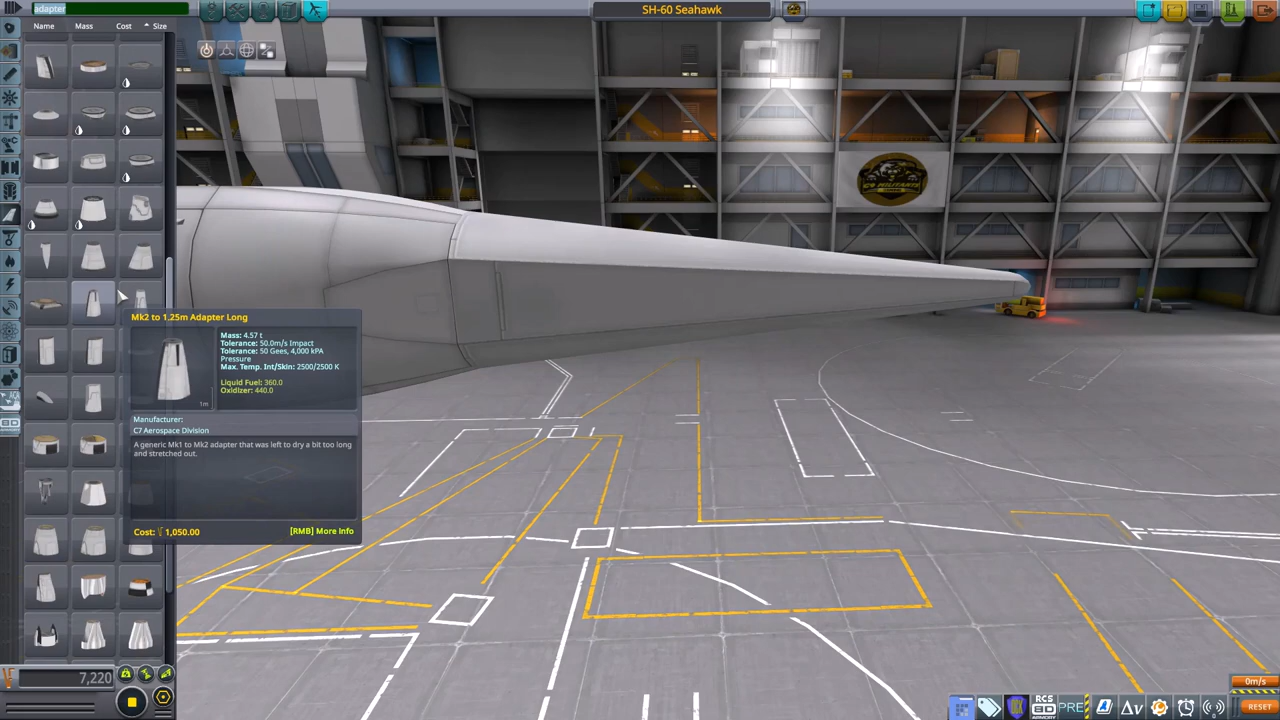 adapter
SH-60 Seahawk
Name Mass Cost Size
Mk2 to 1.25m Adapter Long
Mass: 4.57 t
Tolerance: 50.0m/s Impact
Tolerance: 50 Gees, 4,000 kPa
Pressure
Max. Temp. Int/Skin: 2500/2500 K
Liquid Fuel: 360.0
Oxidizer: 440.0
1m
Manufacturer:
C7 Aerospace Division
A generic Mk1 to Mk2 adapter that was left to dry a bit too long
and stretched out.
Cost: 1,050.00
[RMB] More Info
7,220
RCS
PRE
Δv
0m/s
RESET